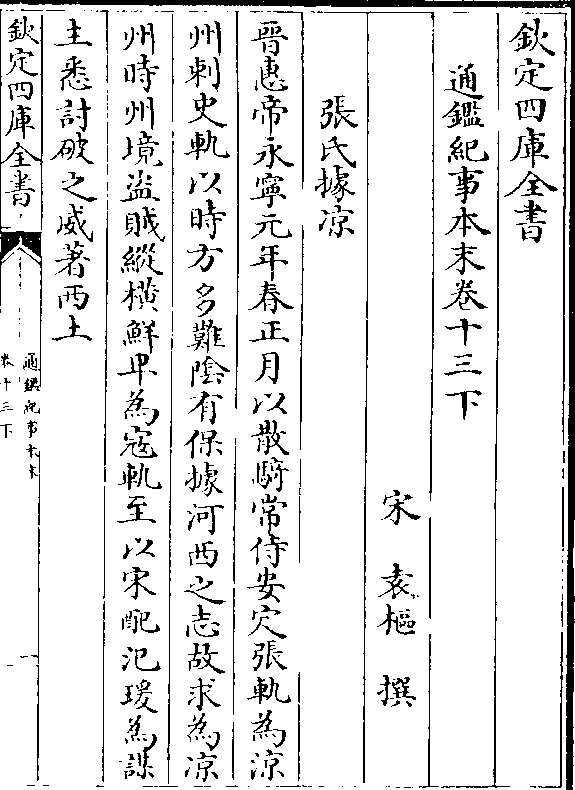 欽定四庫全書
通鑑紀事本末卷十三下
宋 袁樞 撰
張氏據凉
晉惠帝永寧元年春正月以散騎常侍安定張軌為涼
州刺史軌以時方多難陰有保據河西之志故求為凉
州時州境盜賊縱横鮮卑為寇軌至以宋配氾瑗為謀
主悉討破之威著西土
欽定四庫全書
通鑑紀事本末
卷十三下
一